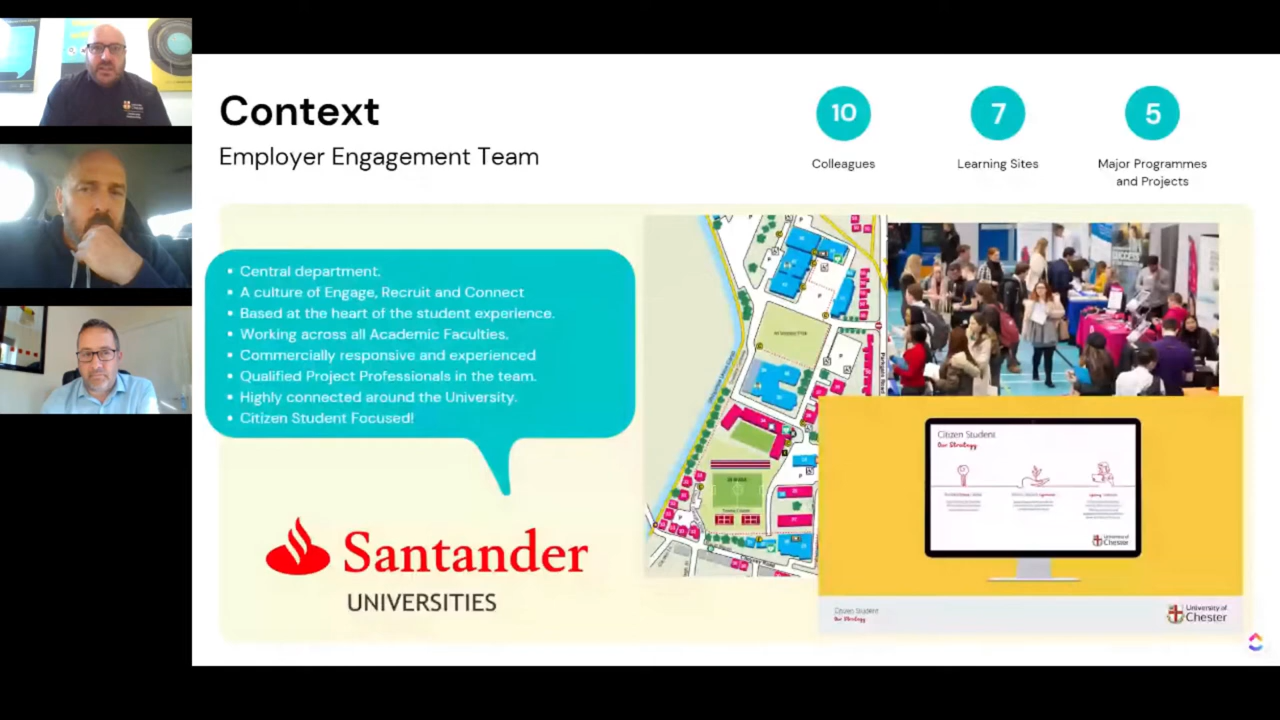 Context
Employer Engagement Team
10
Colleagues
7
Learning Sites
5
Major Programmes
and Projects
Central department.
A culture of Engage, Recruit and Connect
Based at the heart of the student experience.
Working across all Academic Faculties.
Commercially responsive and experienced
Qualified Project Professionals in the team.
Highly connected around the University.
Citizen Student Focused!
Santander
UNIVERSITIES
SUCCESS
Citizen Student
Our Strategy
University of
Chester
Citizen Student
Our Strategy
University of
Chester